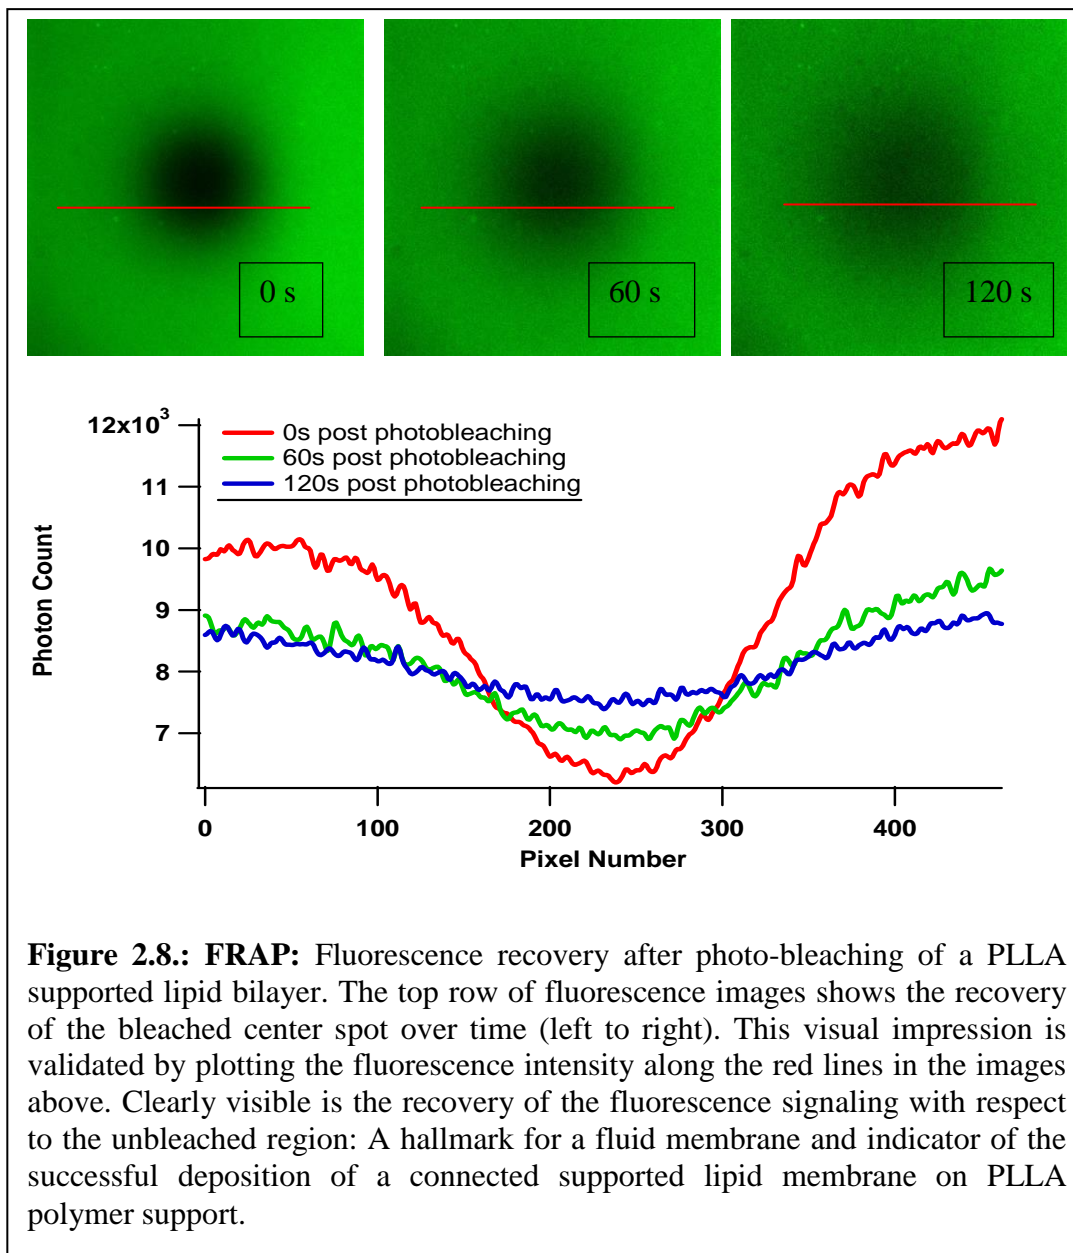 0 s
60 s
120 s
12x10³
11
10
9
8
7
Photon Count
0s post photobleaching
60s post photobleaching
120s post photobleaching
0 100 200 300 400
Pixel Number
Figure 2.8.: FRAP: Fluorescence recovery after photo-bleaching of a PLLA
supported lipid bilayer. The top row of fluorescence images shows the recovery
of the bleached center spot over time (left to right). This visual impression is
validated by plotting the fluorescence intensity along the red lines in the images
above. Clearly visible is the recovery of the fluorescence signaling with respect
to the unbleached region: A hallmark for a fluid membrane and indicator of the
successful deposition of a connected supported lipid membrane on PLLA
polymer support.